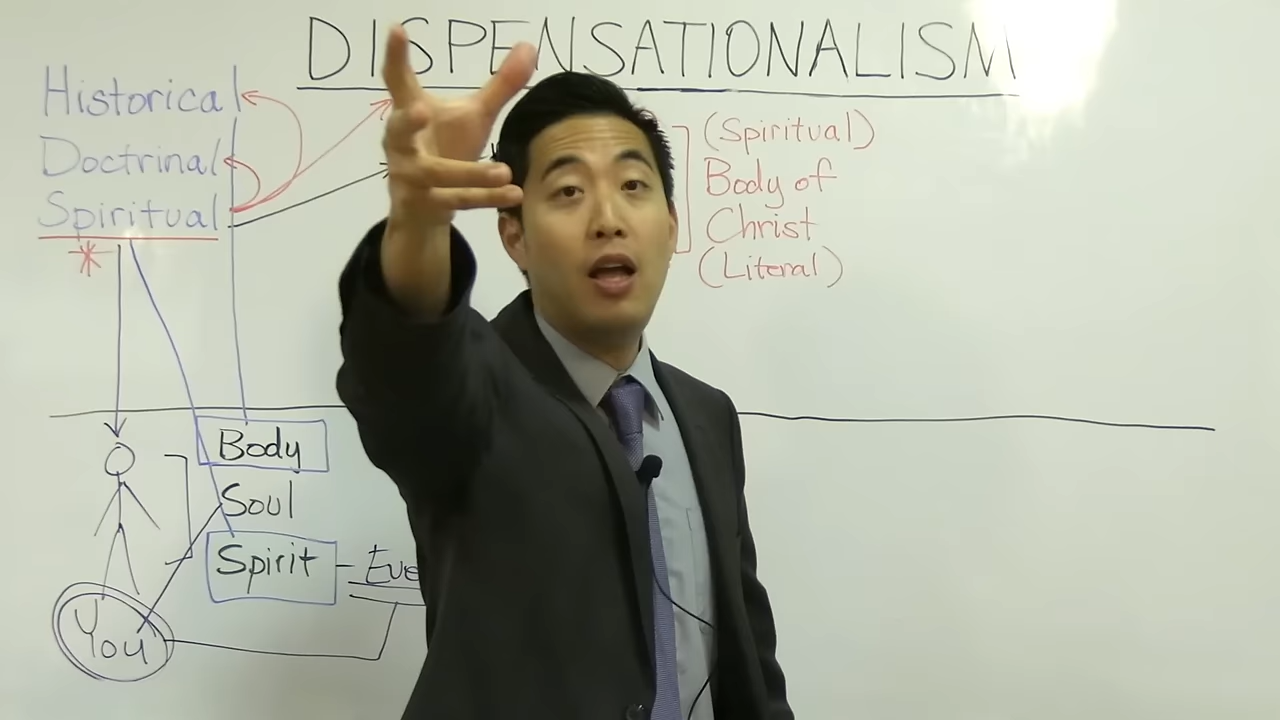 DISPENSATIONALISM
Historical
Doctrinal
Spiritual
(Spiritual)
Body of
Christ
(Literal)
Body
Soul
Spirit
You